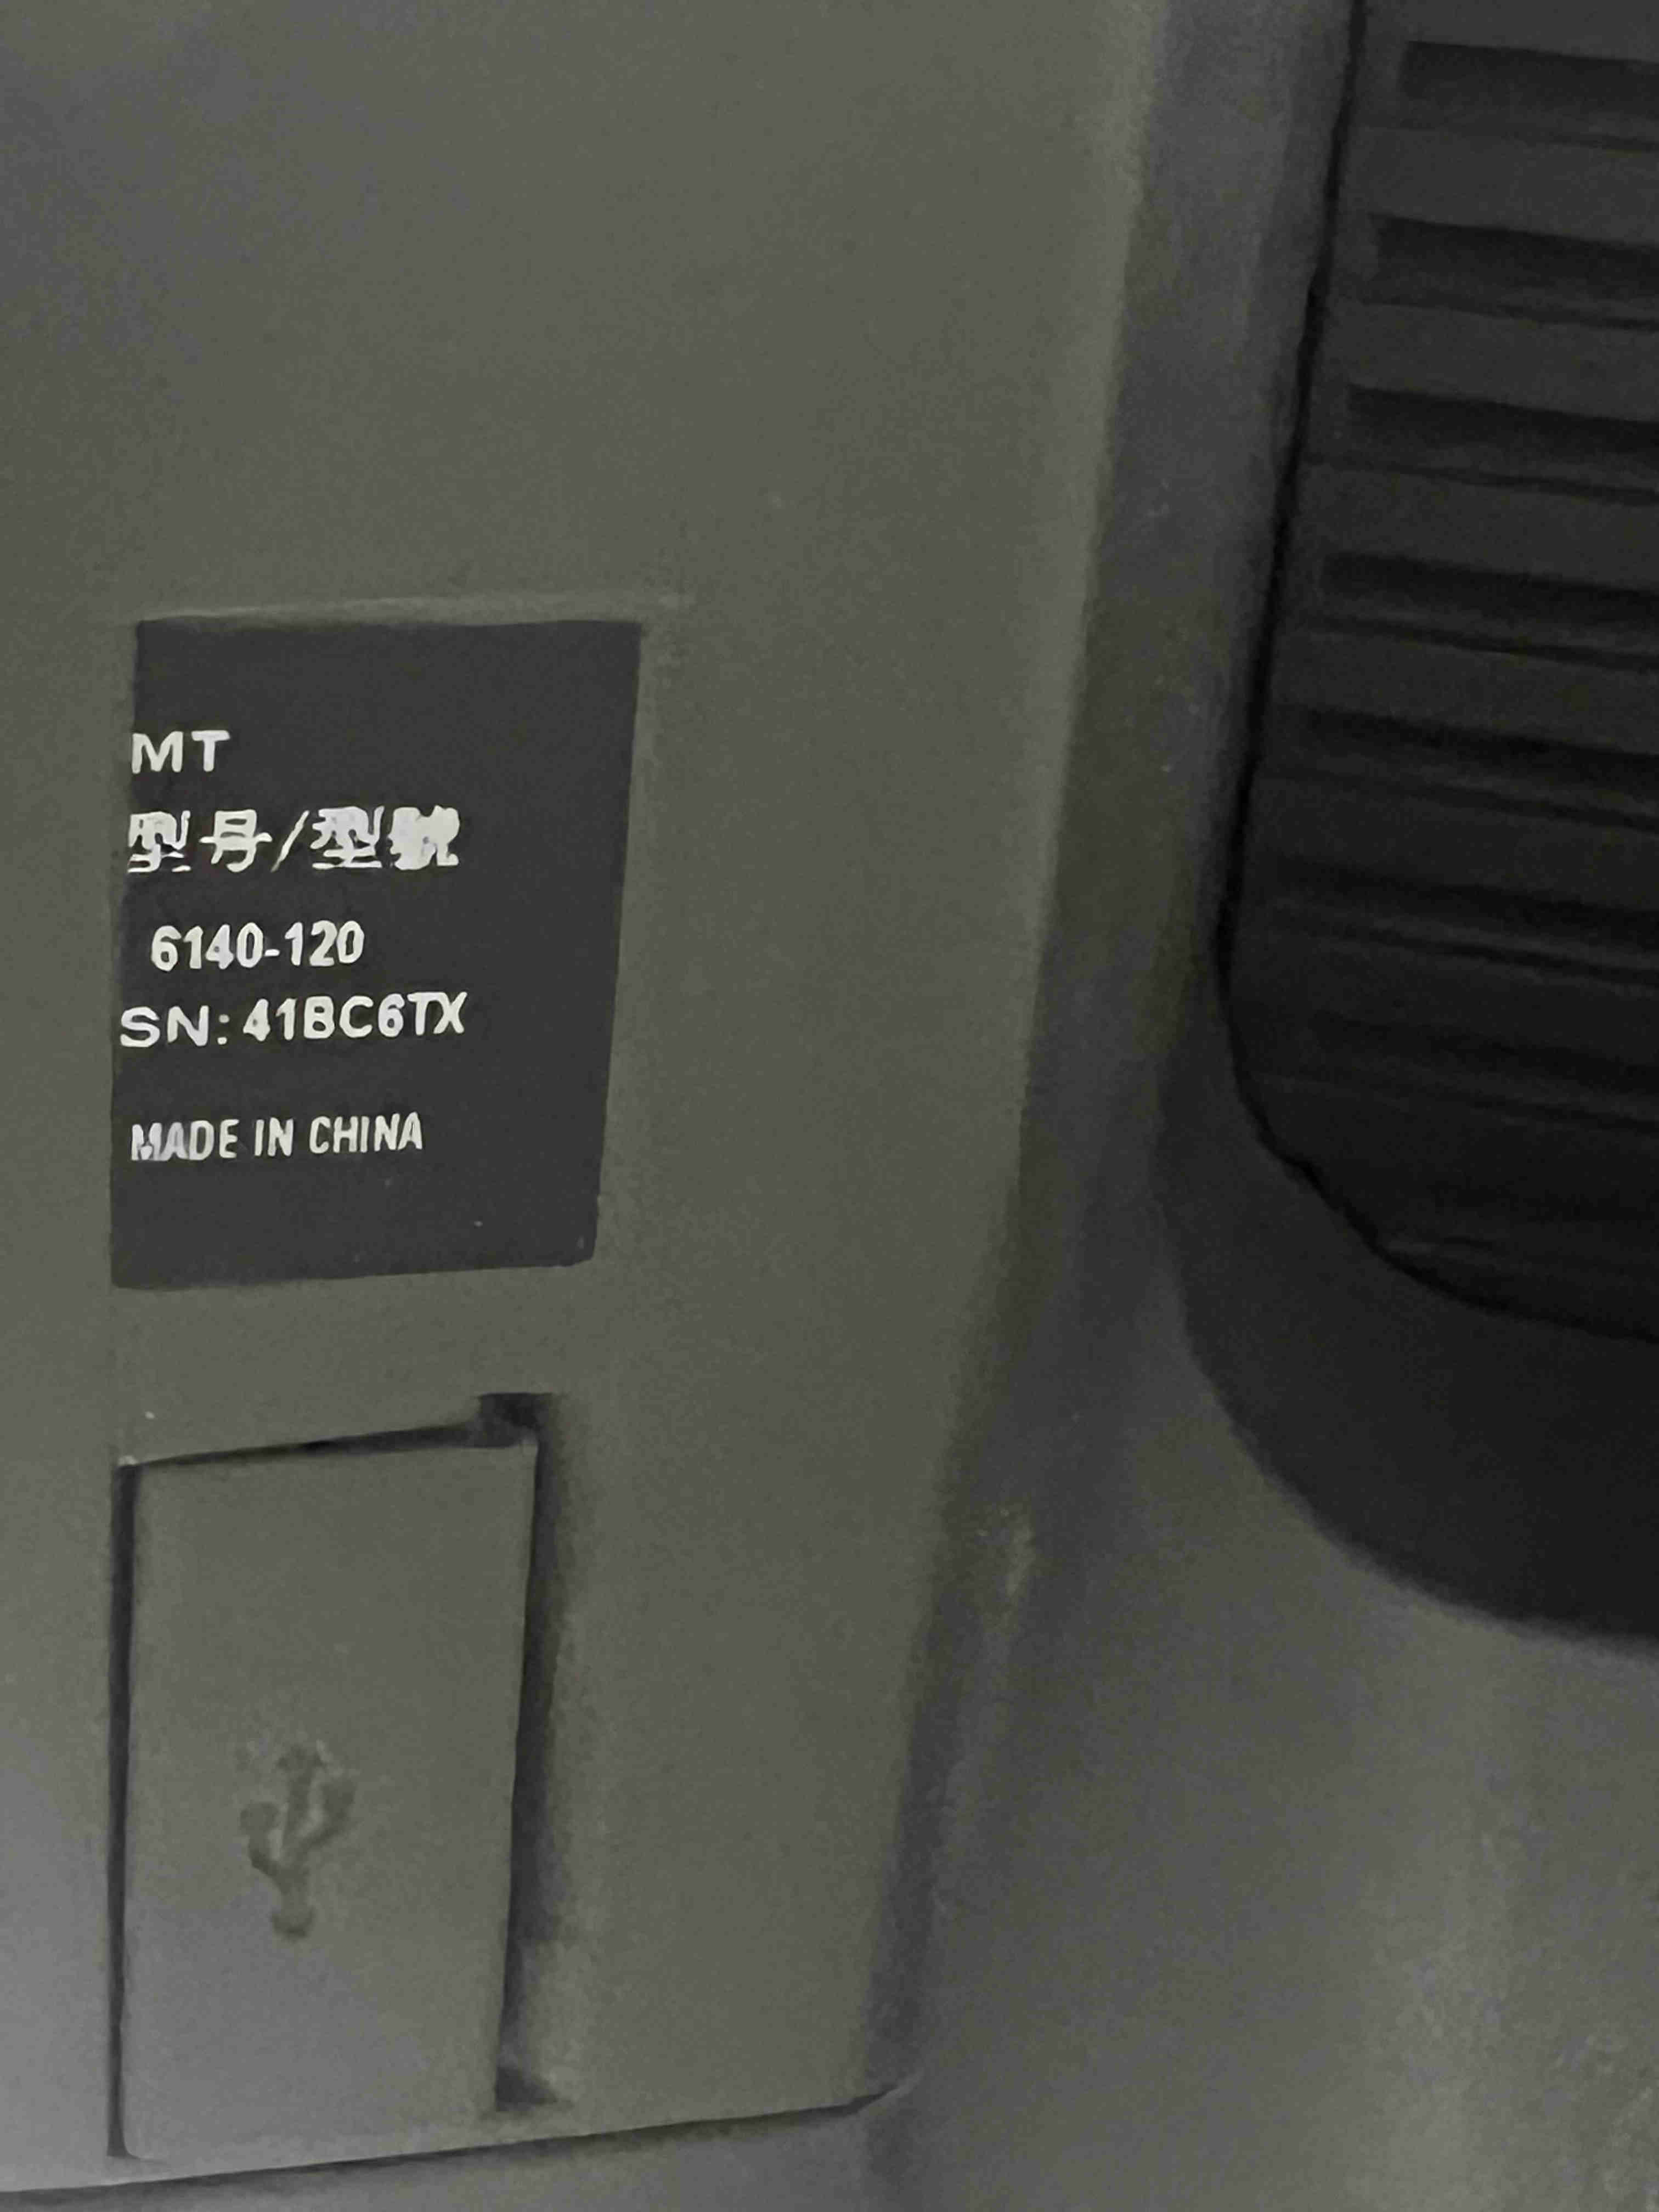 MT
型号/型號
6140-120
SN: 41BC6TX
MADE IN CHINA